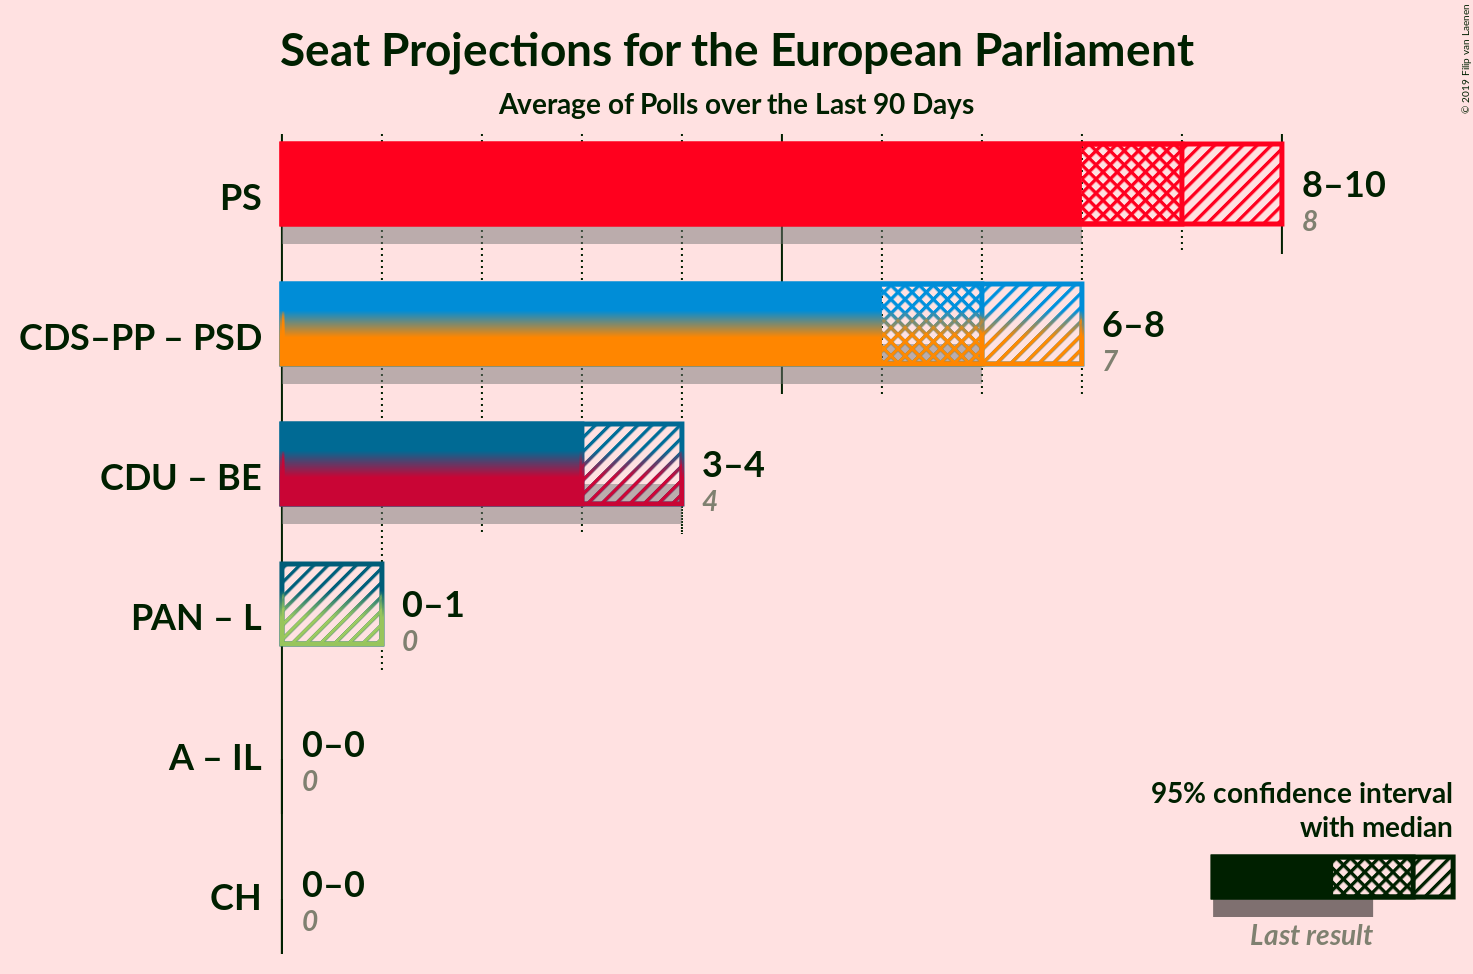 Seat Projections for the European Parliament
Average of Polls over the Last 90 Days
© 2019 Filip van Laenen
PS
8–10
8
CDS–PP – PSD
6–8
7
CDU – BE
3–4
4
PAN – L
0–1
0
A – IL
0–0
0
CH
0–0
0
95% confidence interval
with median
Last result